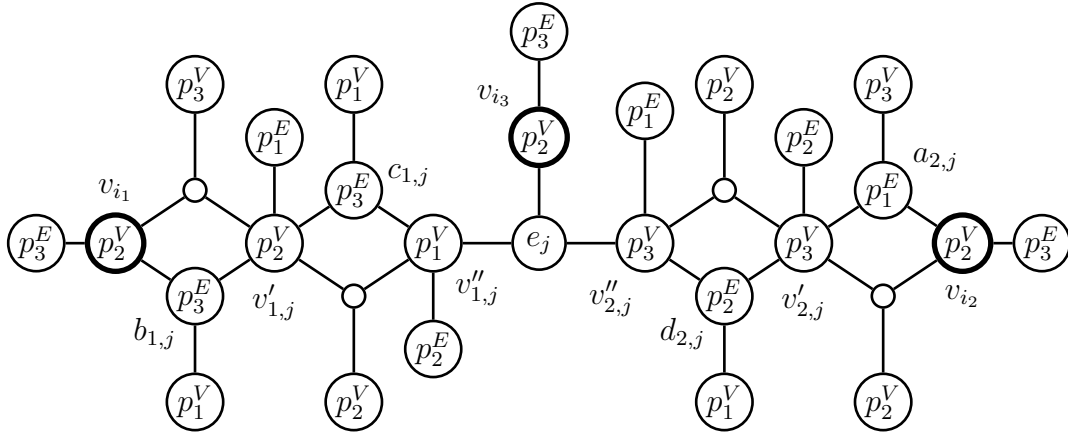 p_3^E
p_3^V p_1^V p_2^V p_3^V
v_{i_3} p_1^E
p_1^E p_2^V p_2^E
c_{1,j} a_{2,j}
v_{i_1} p_3^E p_1^E
p_3^E p_2^V p_2^V p_1^V e_j p_3^V p_3^V p_2^V p_3^E
p_3^E v'_{1,j} v''_{1,j} v''_{2,j} p_2^E v'_{2,j} v_{i_2}
b_{1,j} d_{2,j}
p_2^E
p_1^V p_2^V p_1^V p_2^V